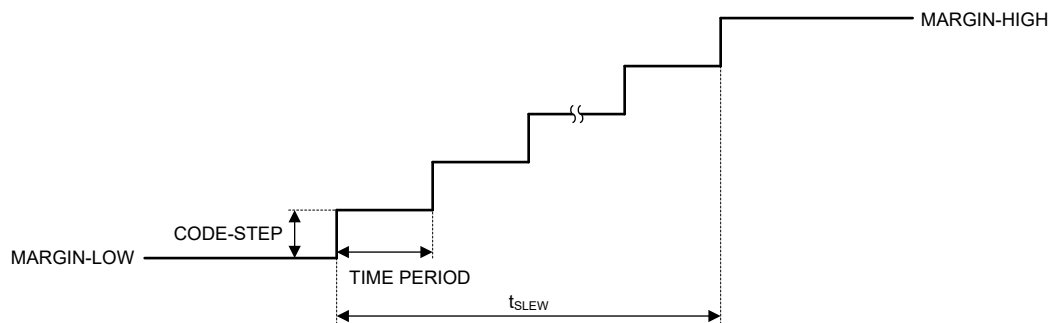 MARGIN-HIGH
CODE-STEP
MARGIN-LOW
TIME PERIOD
tSLEW